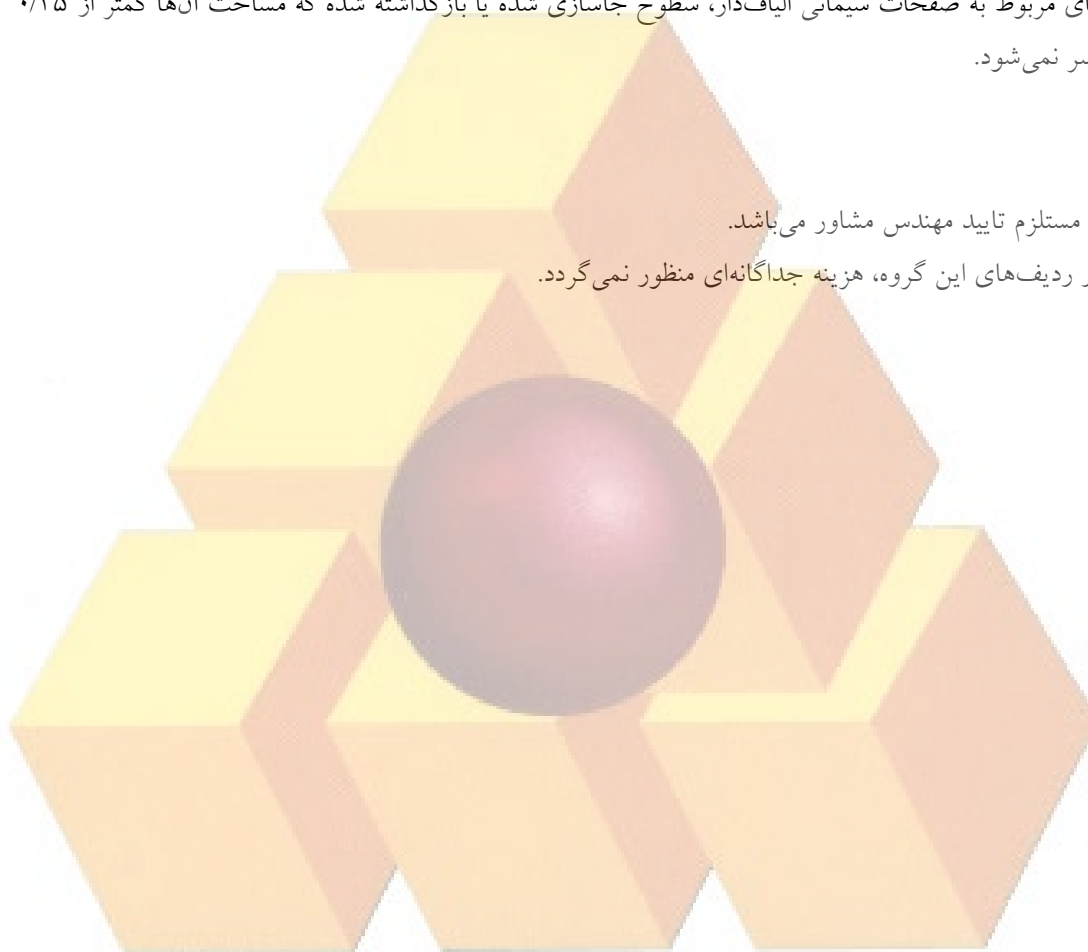 مربوط به صفحات سیمانی الیاف‌دار، سطوح جاسازی شده یا بازگذاشته شده که مساحت آن‌ها کمتر از ۰/۱۵
نمی‌شود.
مستلزم تایید مهندس مشاور می‌باشد.
ردیف‌های این گروه، هزینه جداگانه‌ای منظور نمی‌گردد.